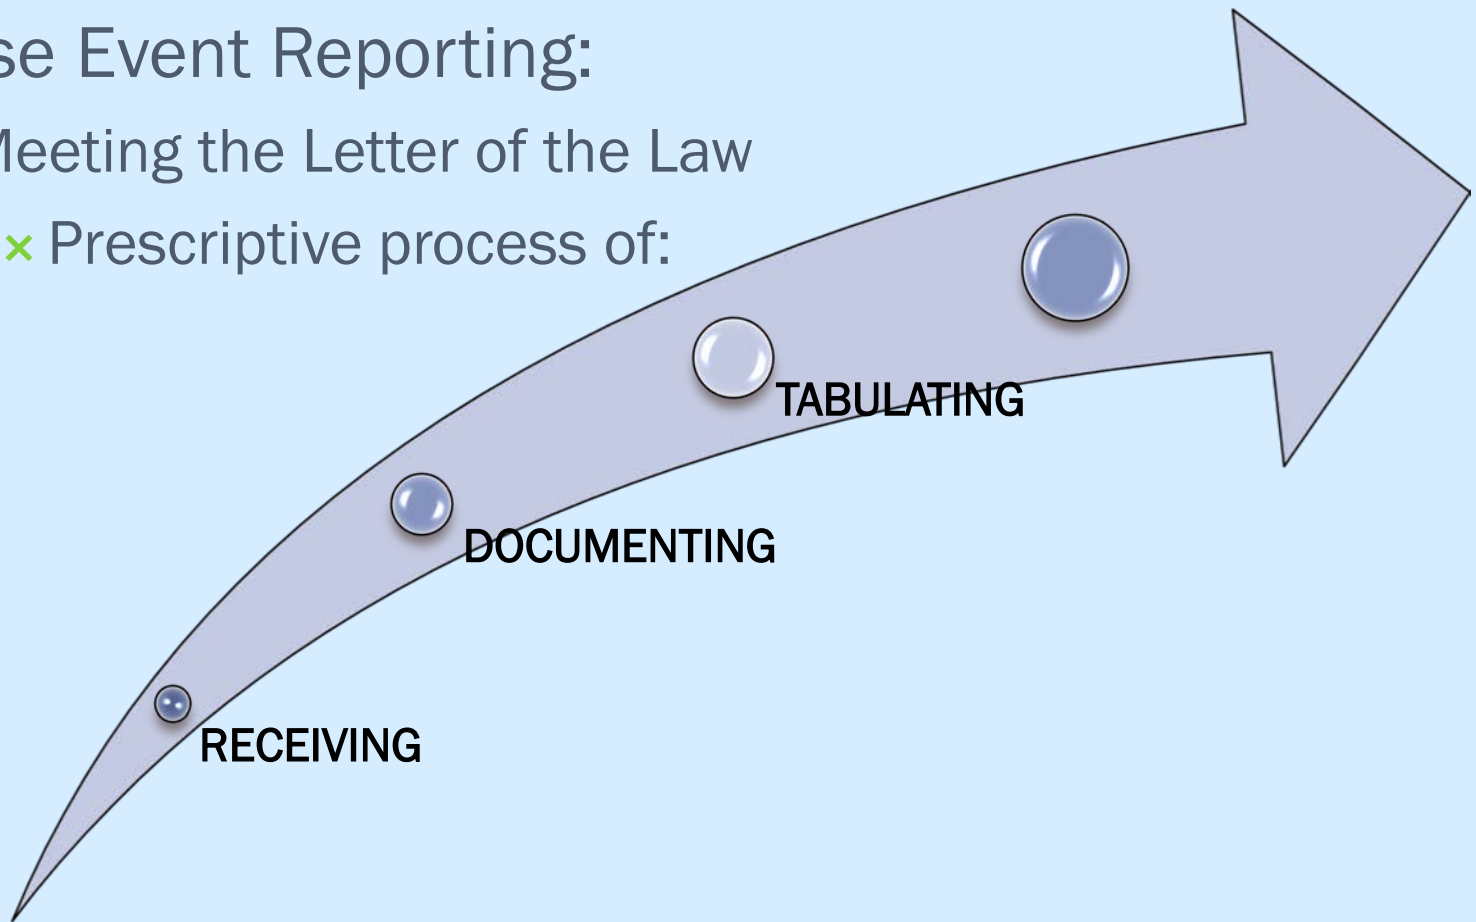 se Event Reporting:
Meeting the Letter of the Law
× Prescriptive process of:
TABULATING
DOCUMENTING
RECEIVING